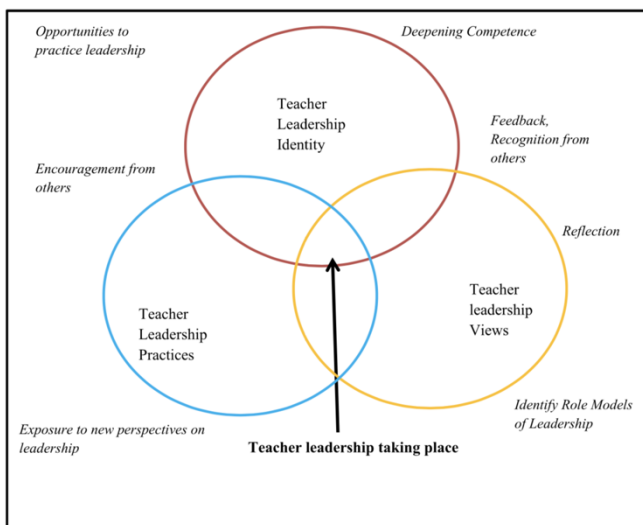 Opportunities to
practice leadership
Deepening Competence
Teacher
Leadership
Identity
Feedback,
Recognition from
others
Encouragement from
others
Reflection
Teacher
Leadership
Practices
Teacher
leadership
Views
Exposure to new perspectives on
leadership
Identify Role Models
of Leadership
Teacher leadership taking place